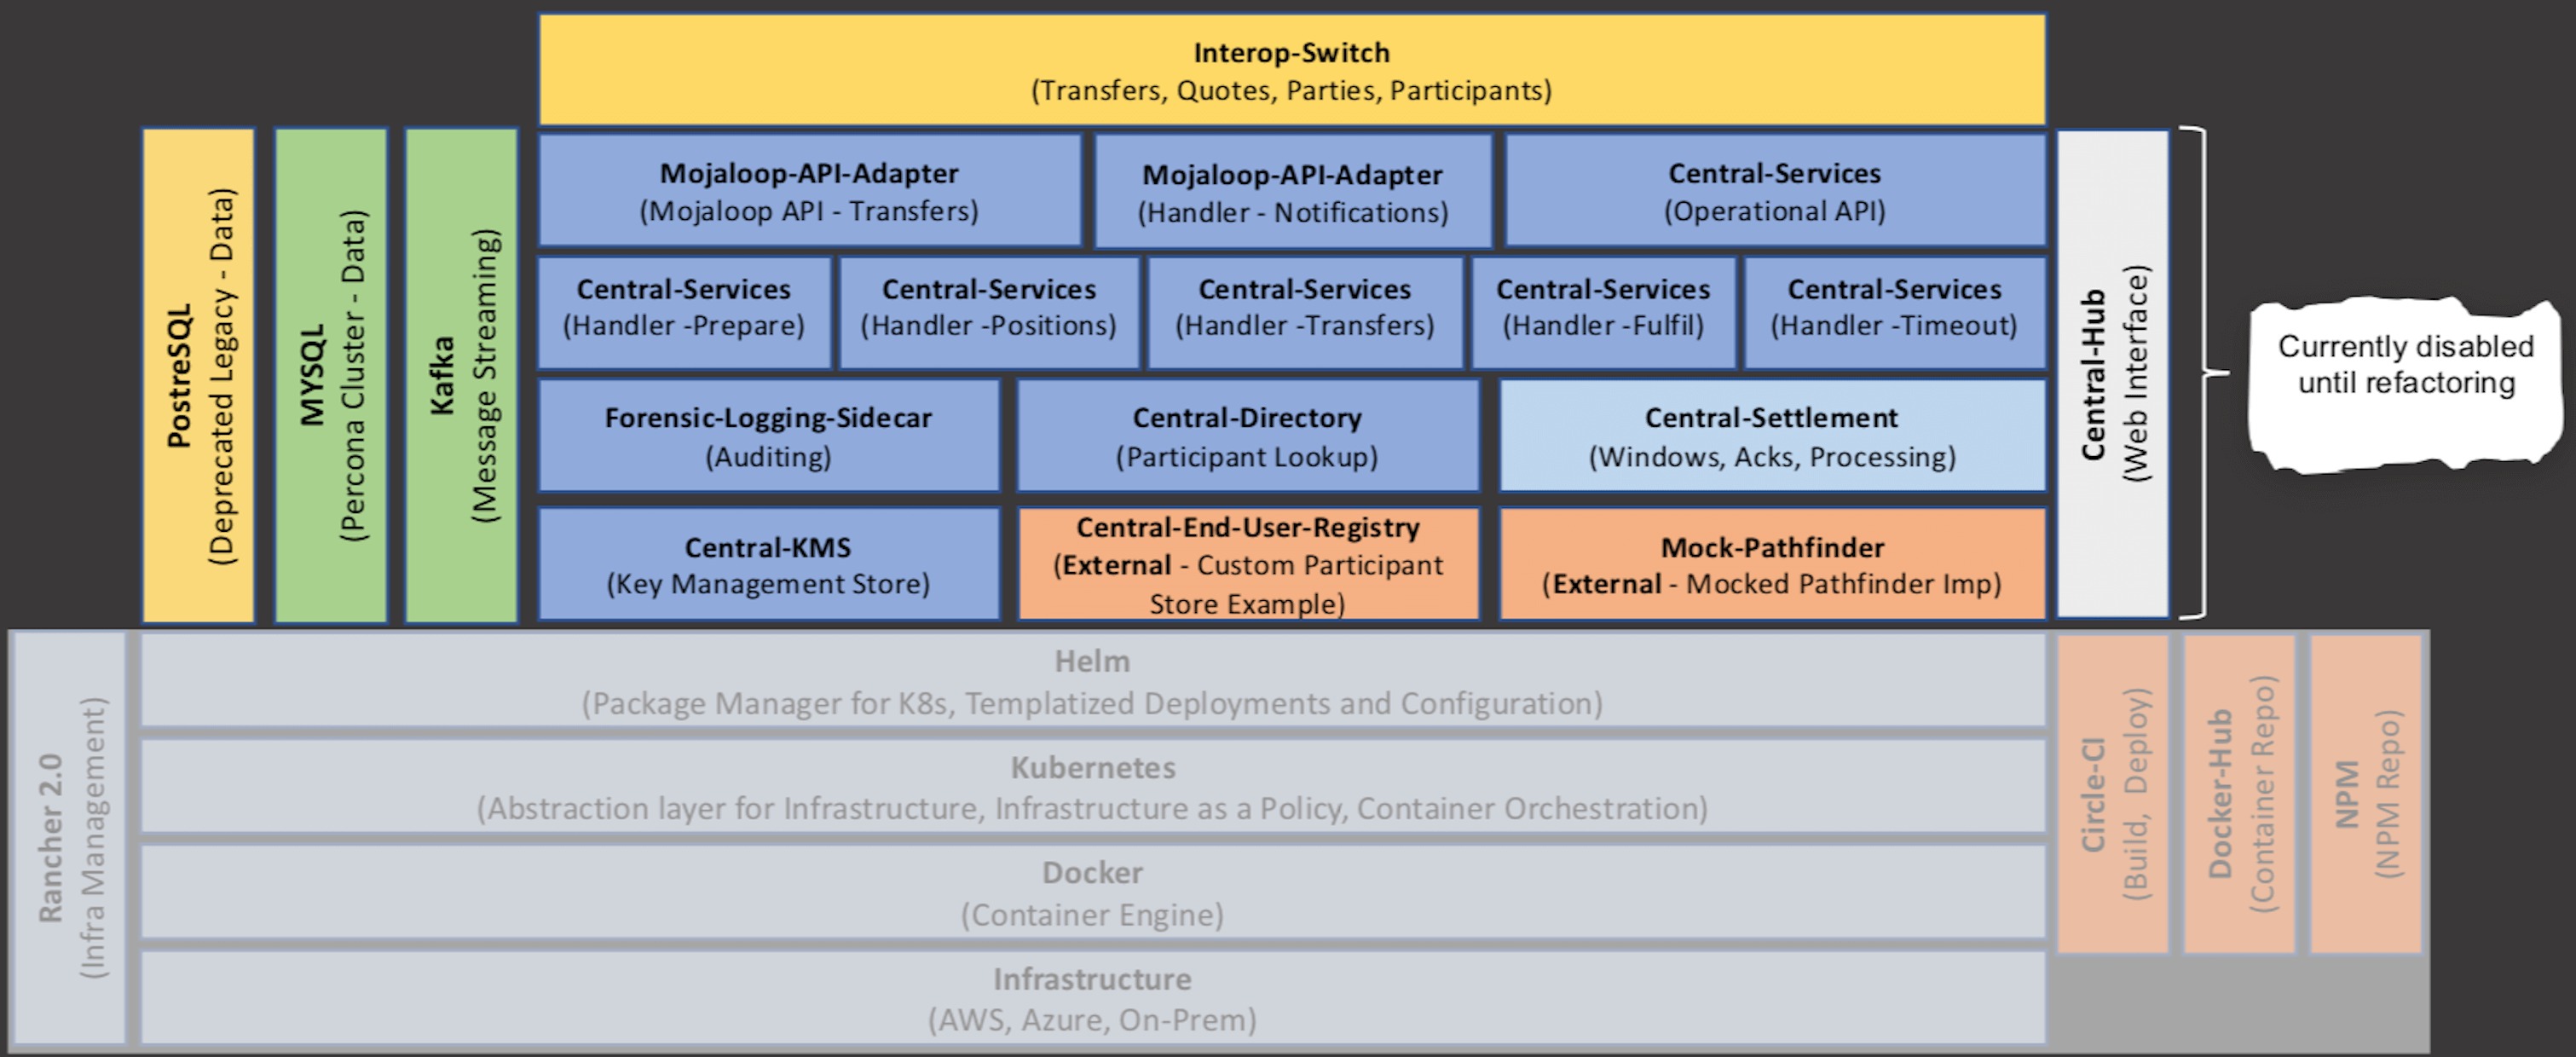 Interop-Switch
(Transfers, Quotes, Parties, Participants)
PostreSQL
(Deprecated Legacy - Data)
MYSQL
(Percona Cluster - Data)
Kafka
(Message Streaming)
Mojaloop-API-Adapter
(Mojaloop API - Transfers)
Mojaloop-API-Adapter
(Handler - Notifications)
Central-Services
(Operational API)
Central-Services
(Handler -Prepare)
Central-Services
(Handler -Positions)
Central-Services
(Handler -Transfers)
Central-Services
(Handler -Fulfil)
Central-Services
(Handler -Timeout)
Forensic-Logging-Sidecar
(Auditing)
Central-Directory
(Participant Lookup)
Central-Settlement
(Windows, Acks, Processing)
Central-KMS
(Key Management Store)
Central-End-User-Registry
(External - Custom Participant
Store Example)
Mock-Pathfinder
(External - Mocked Pathfinder Imp)
Central-Hub
(Web Interface)
Currently disabled
until refactoring
Rancher 2.0
(Infra Management)
Helm
(Package Manager for K8s, Templatized Deployments and Configuration)
Kubernetes
(Abstraction layer for Infrastructure, Infrastructure as a Policy, Container Orchestration)
Docker
(Container Engine)
Infrastructure
(AWS, Azure, On-Prem)
Circle-CI
(Build, Deploy)
Docker-Hub
(Container Repo)
NPM
(NPM Repo)